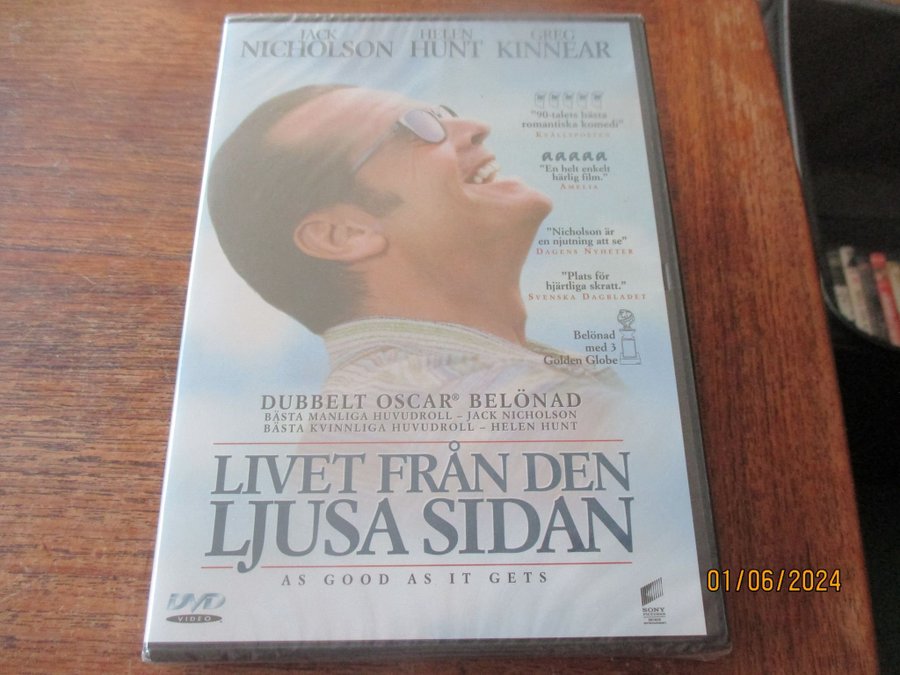 JACK NICHOLSON HELEN HUNT GREG KINNEAR
"90-talets bästa
romantiska komedi"
KVÄLLSPOSTEN
aaaaa
"En helt enkelt
härlig film."
AMELIA
"Nicholson är
en njutning att se"
DAGENS NYHETER
"Plats för
hjärtliga skratt."
SVENSKA DAGBLADET
Belönad
med 3
Golden Globe
DUBBELT OSCAR® BELÖNAD
BÄSTA MANLIGA HUVUDROLL – JACK NICHOLSON
BÄSTA KVINNLIGA HUVUDROLL – HELEN HUNT
LIVET FRÅN DEN
LJUSA SIDAN
AS GOOD AS IT GETS
DVD
VIDEO
SONY
PICTURES
01/06/2024